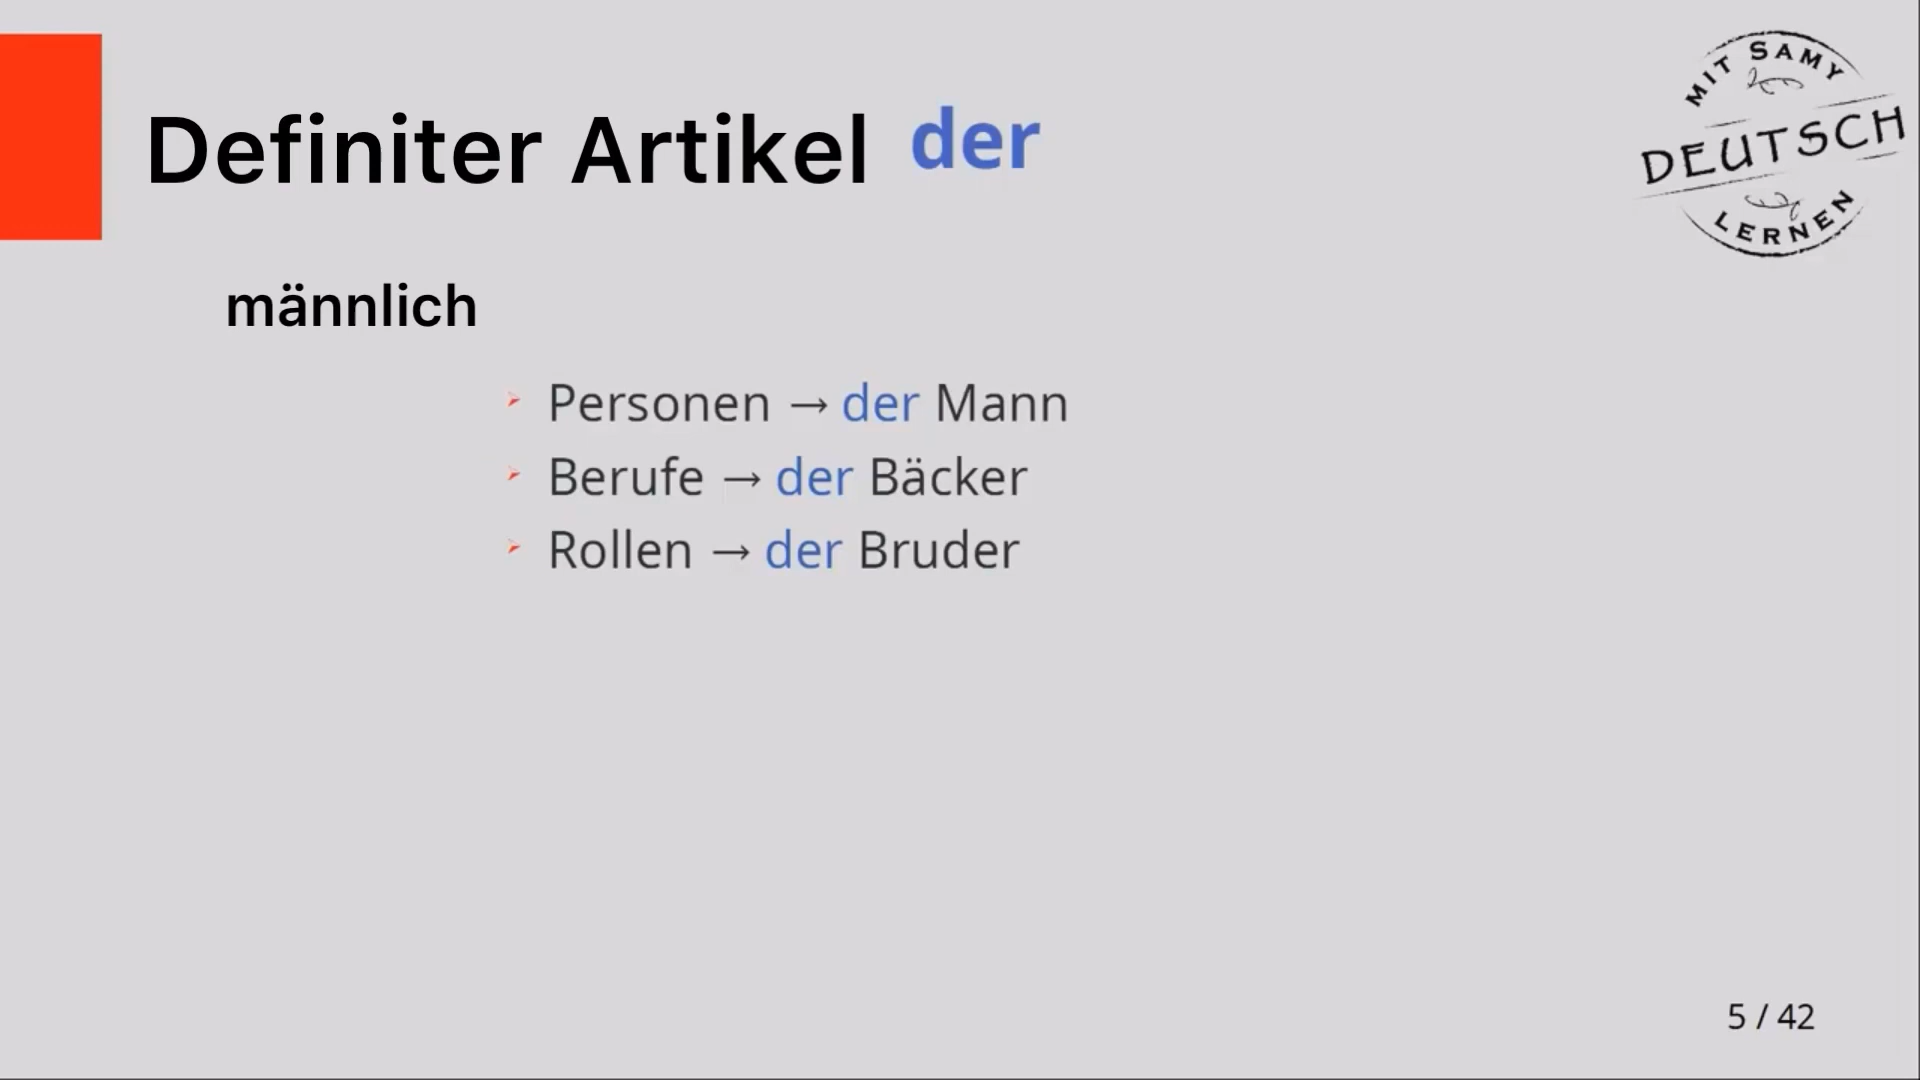 Definiter Artikel der
MIT SAMY
DEUTSCH
LERNEN
männlich
➢ Personen → der Mann
➢ Berufe → der Bäcker
➢ Rollen → der Bruder
5 / 42